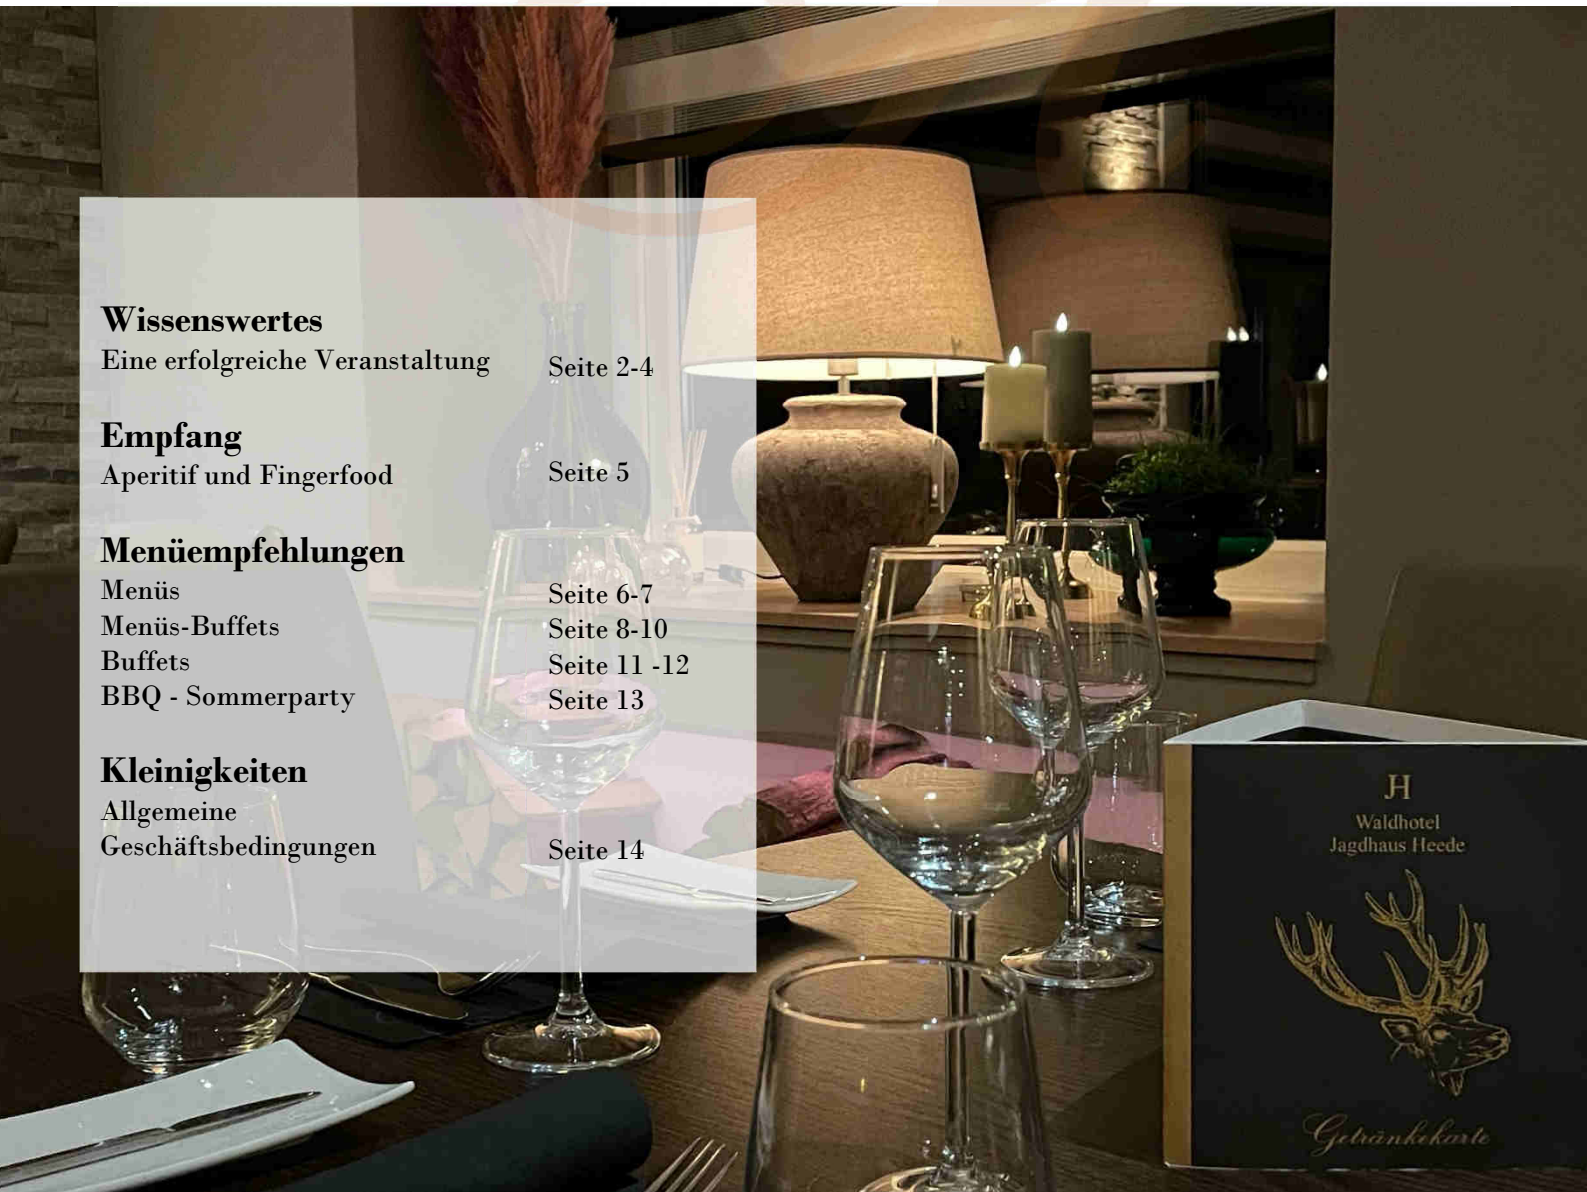 Wissenswertes
Eine erfolgreiche Veranstaltung Seite 2-4
Empfang
Aperitif und Fingerfood Seite 5
Menüempfehlungen
Menüs Seite 6-7
Menüs-Buffets Seite 8-10
Buffets Seite 11 -12
BBQ - Sommerparty Seite 13
Kleinigkeiten
Allgemeine
Geschäftsbedingungen Seite 14
JH
Waldhotel
Jagdhaus Heede
Getränkekarte